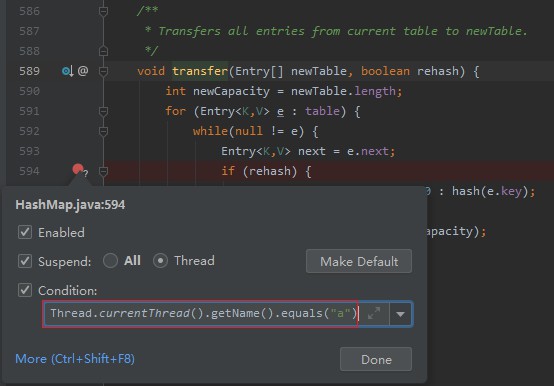 586 /**
587 * Transfers all entries from current table to newTable.
588 */
589 @ void transfer(Entry[] newTable, boolean rehash) {
590 int newCapacity = newTable.length;
591 for (Entry<K,V> e : table) {
592 while(null != e) {
593 Entry<K,V> next = e.next;
594 ? if (rehash) {
0 : hash(e.key);
apacity);
HashMap.java:594
Enabled
Suspend: All Thread Make Default
Condition:
Thread.currentThread().getName().equals("a")
More (Ctrl+Shift+F8) Done